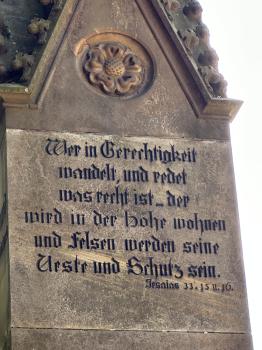 Wer in Gerechtigkeit
wandelt, und redet
was recht ist_ der
wird in der Höhe wohnen
und Felsen werden seine
Veste und Schutz sein.
Jesaias 33. 15 u. 16.